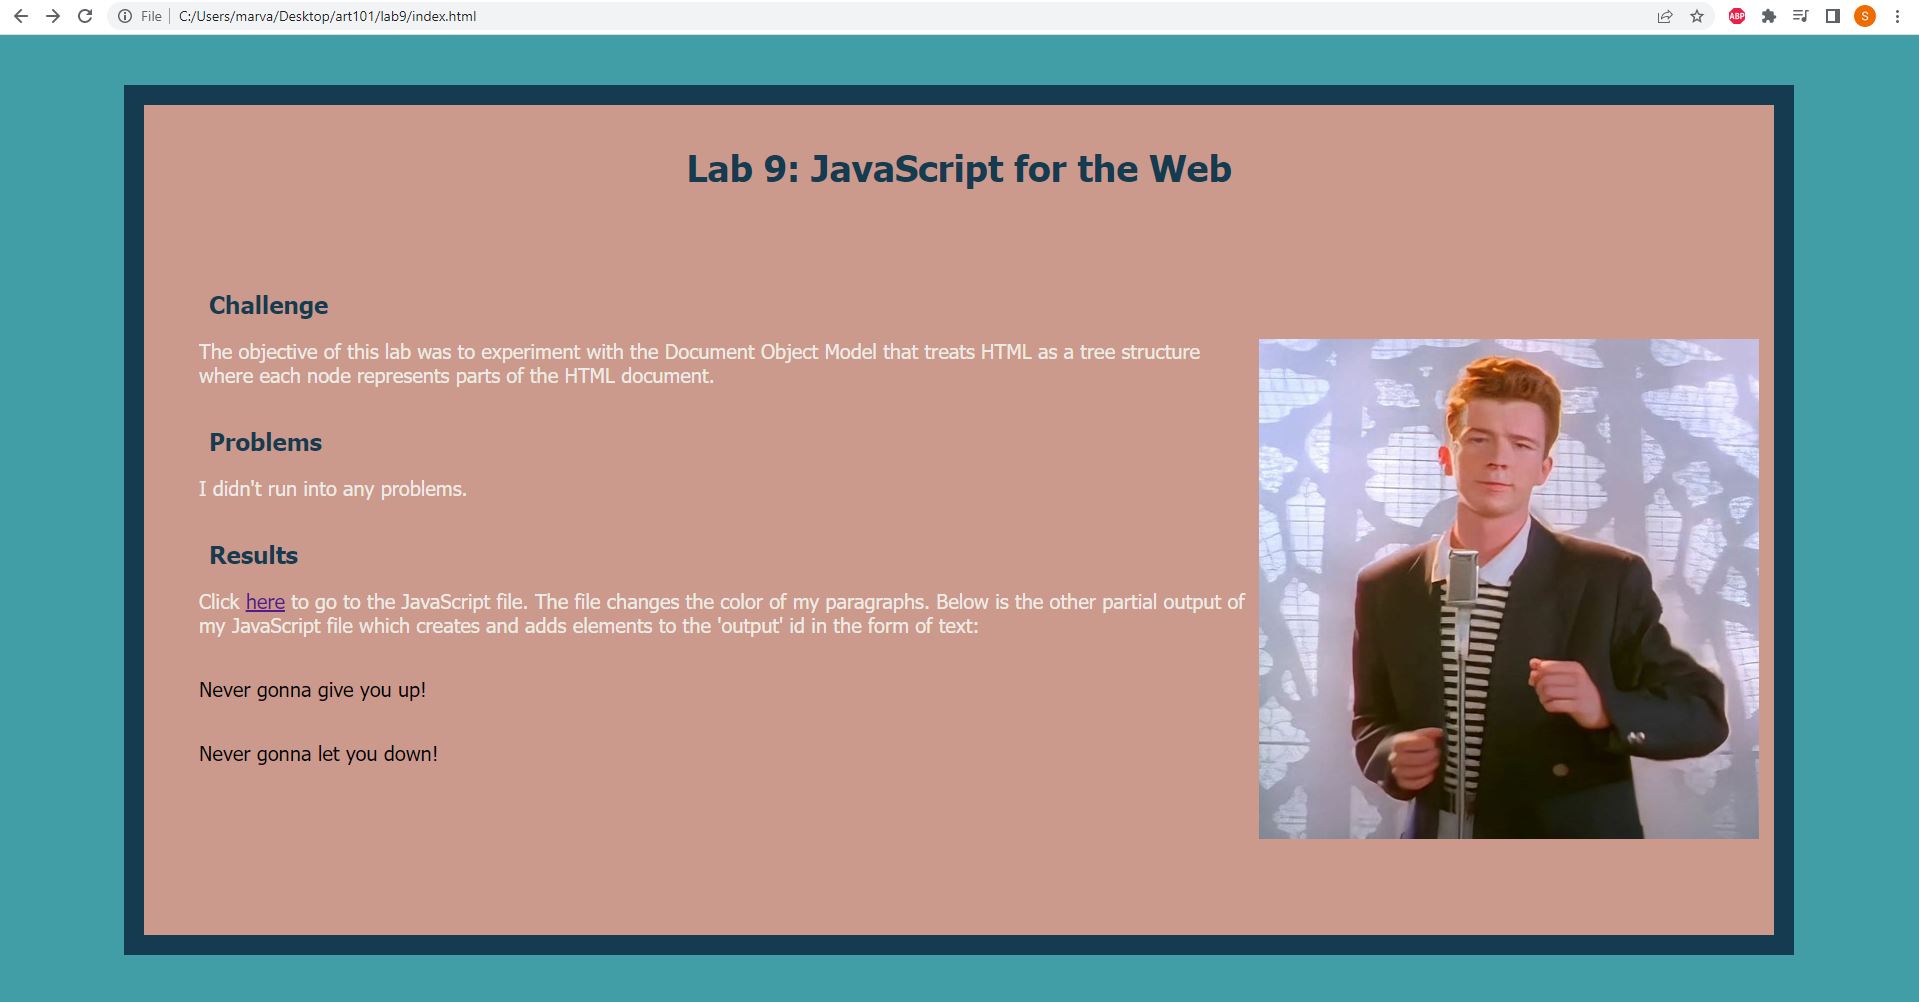 File | C:/Users/marva/Desktop/art101/lab9/index.html
ABP
S
Lab 9: JavaScript for the Web
Challenge
The objective of this lab was to experiment with the Document Object Model that treats HTML as a tree structure
where each node represents parts of the HTML document.
Problems
I didn't run into any problems.
Results
Click here to go to the JavaScript file. The file changes the color of my paragraphs. Below is the other partial output of
my JavaScript file which creates and adds elements to the 'output' id in the form of text:
Never gonna give you up!
Never gonna let you down!